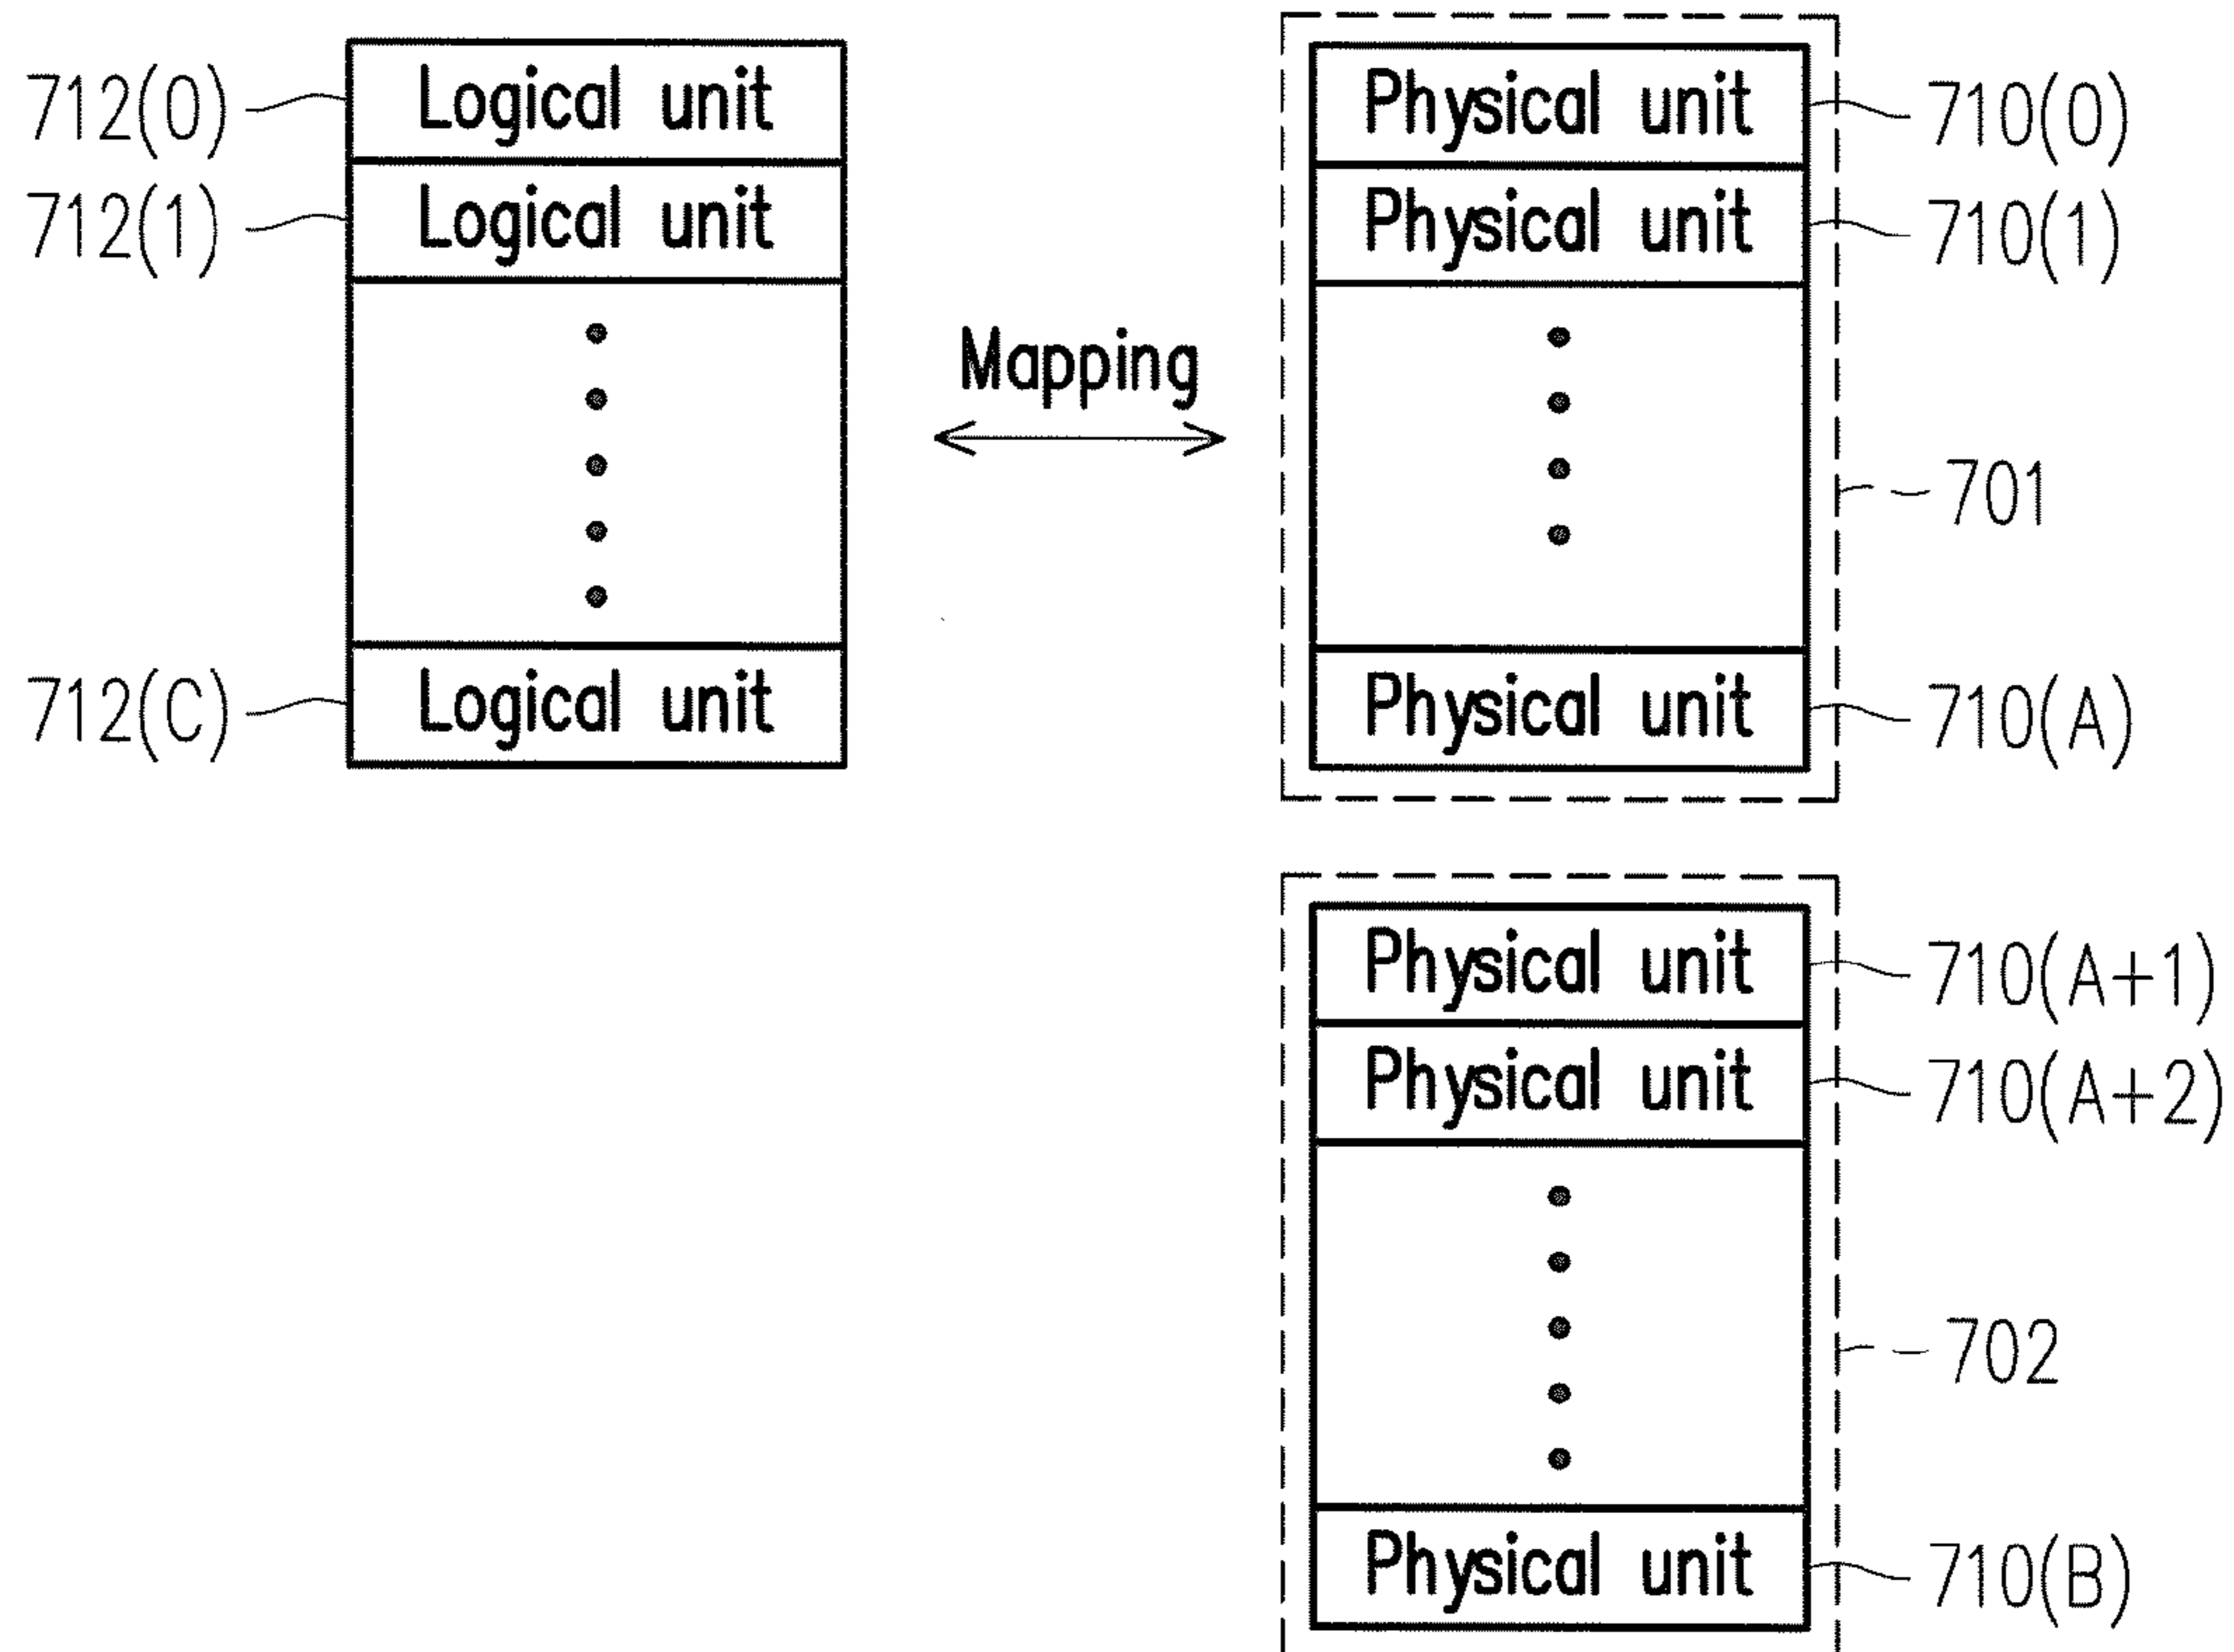 712(0) Logical unit
712(1) Logical unit
712(C) Logical unit
Mapping
Physical unit 710(0)
Physical unit 710(1)
701
Physical unit 710(A)
Physical unit 710(A+1)
Physical unit 710(A+2)
702
Physical unit 710(B)